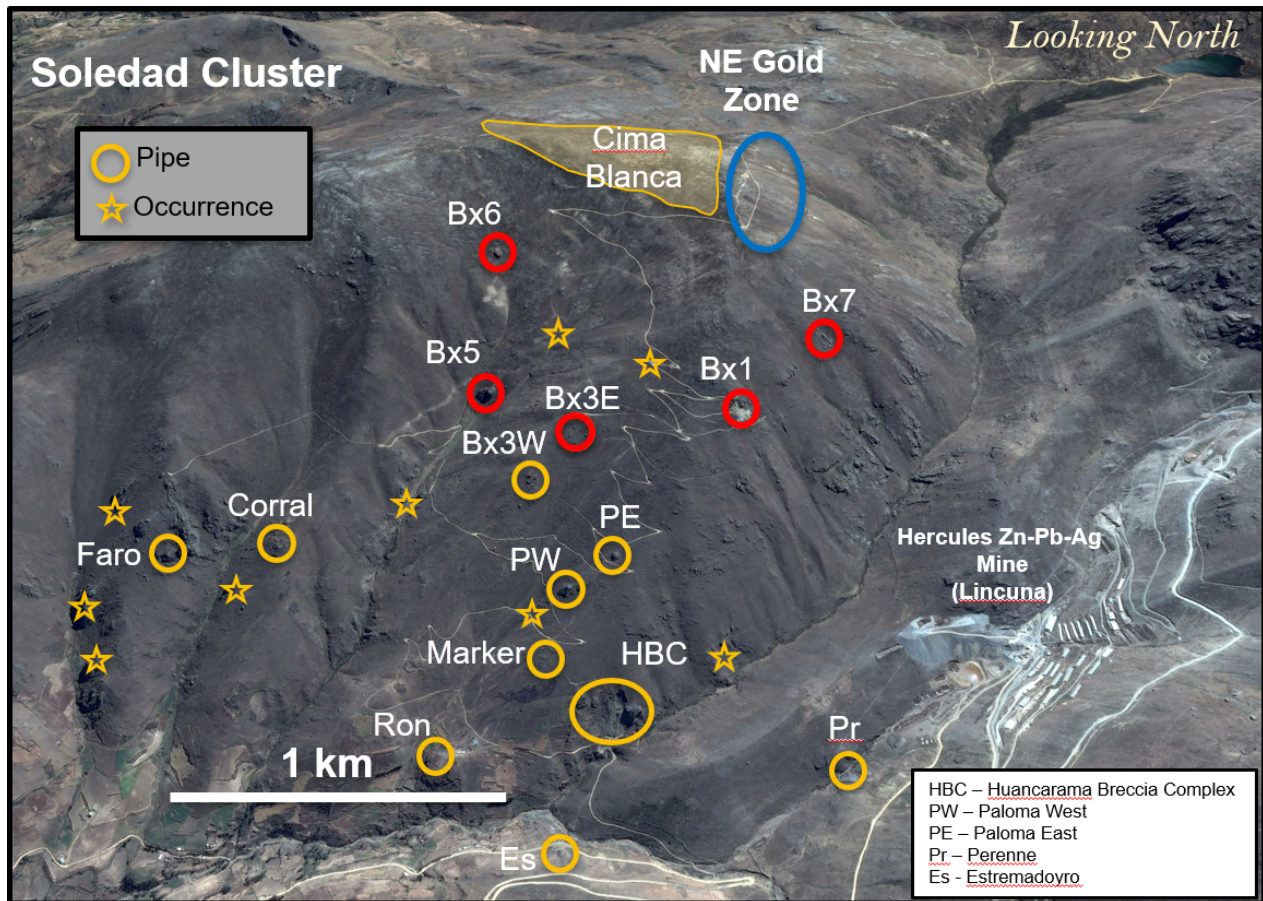 Looking North
Soledad Cluster
NE Gold
Zone
Pipe
Occurrence
Cima
Blanca
Bx6
Bx7
Bx5
Bx1
Bx3E
Bx3W
Corral
PE
Faro
Hercules Zn-Pb-Ag
Mine
(Lincuna)
PW
Marker
HBC
Ron
Pr
1 km
Es
HBC – Huancarama Breccia Complex
PW – Paloma West
PE – Paloma East
Pr – Perenne
Es - Estremadoyro